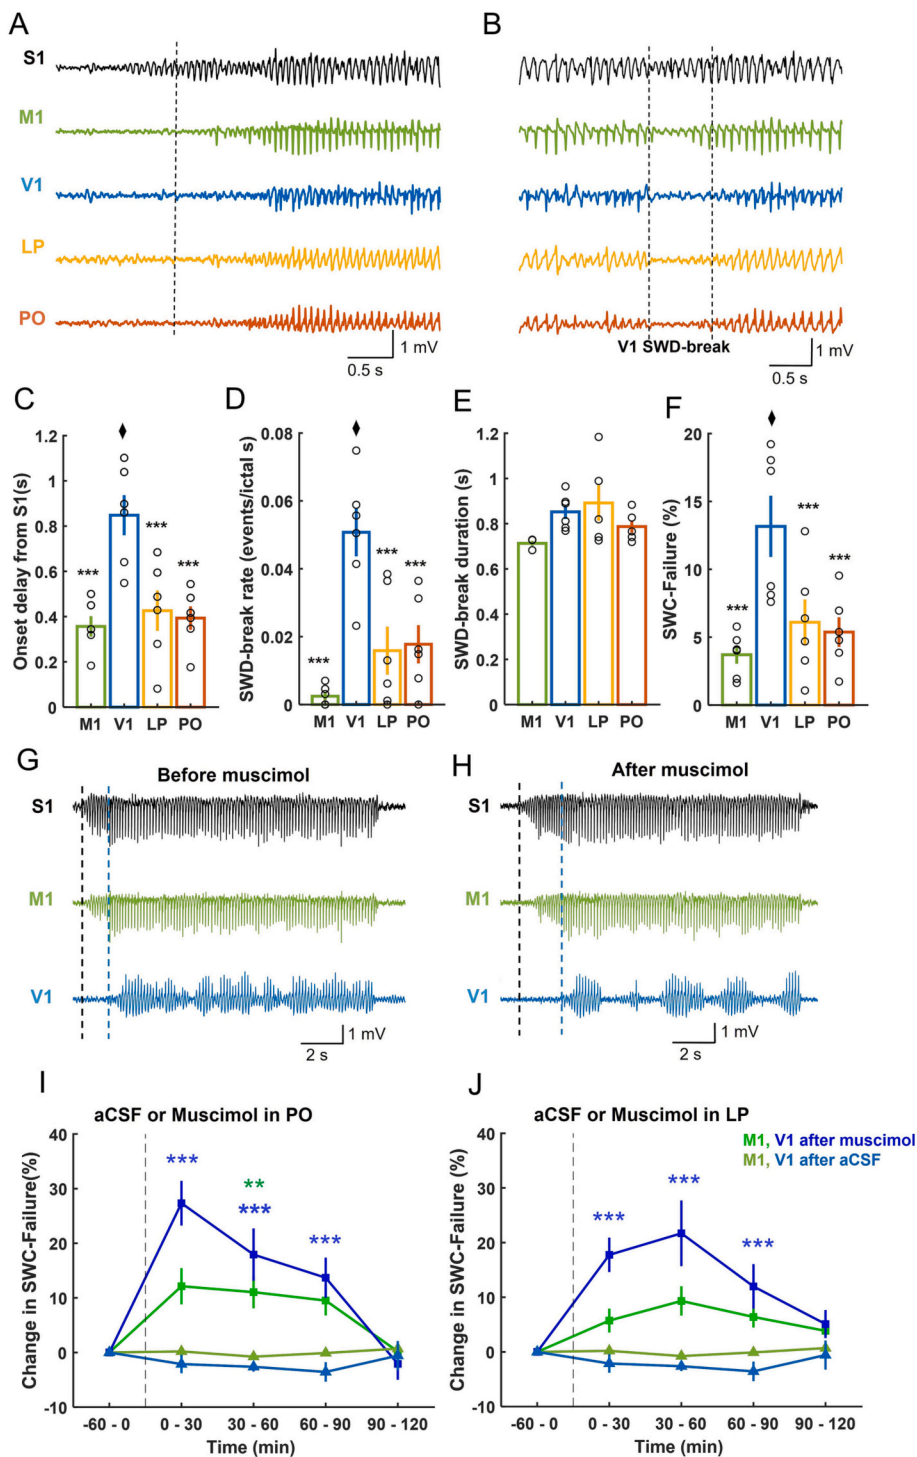 A
S1
M1
V1
LP
PO
1 mV
0.5 s
B
V1 SWD-break
1 mV
0.5 s
C
Onset delay from S1(s)
1.2
1
0.8
0.6
0.4
0.2
0
***
***
***
M1 V1 LP PO
D
SWD-break rate (events/ictal s)
0.08
0.06
0.04
0.02
0
***
***
***
M1 V1 LP PO
E
SWD-break duration (s)
1.2
1
0.8
0.6
0.4
0.2
0
M1 V1 LP PO
F
SWC-Failure (%)
20
15
10
5
0
***
***
***
M1 V1 LP PO
G
Before muscimol
S1
M1
V1
1 mV
2 s
H
After muscimol
S1
M1
V1
1 mV
2 s
I
aCSF or Muscimol in PO
Change in SWC-Failure(%)
40
30
20
10
0
-10
***
**
***
***
-60 - 0 0 - 30 30 - 60 60 - 90 90 - 120
Time (min)
J
aCSF or Muscimol in LP
M1, V1 after muscimol
M1, V1 after aCSF
Change in SWC-Failure (%)
40
30
20
10
0
-10
***
***
***
-60 - 0 0 - 30 30 - 60 60 - 90 90 - 120
Time (min)